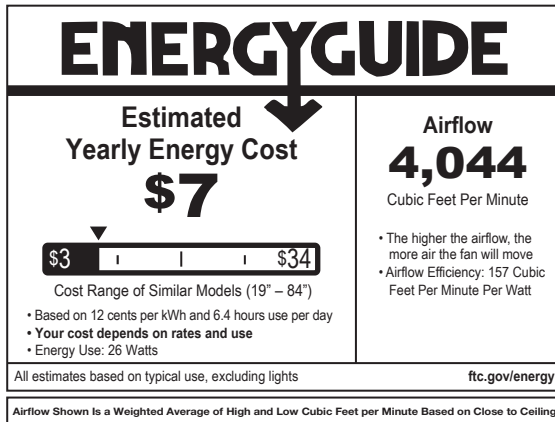 ENERGYGUIDE
Estimated
Yearly Energy Cost
$7
$3
$34
Cost Range of Similar Models (19” – 84”)
• Based on 12 cents per kWh and 6.4 hours use per day
• Your cost depends on rates and use
• Energy Use: 26 Watts
Airflow
4,044
Cubic Feet Per Minute
• The higher the airflow, the
more air the fan will move
• Airflow Efficiency: 157 Cubic
Feet Per Minute Per Watt
All estimates based on typical use, excluding lights
ftc.gov/energy
Airflow Shown Is a Weighted Average of High and Low Cubic Feet per Minute Based on Close to Ceiling